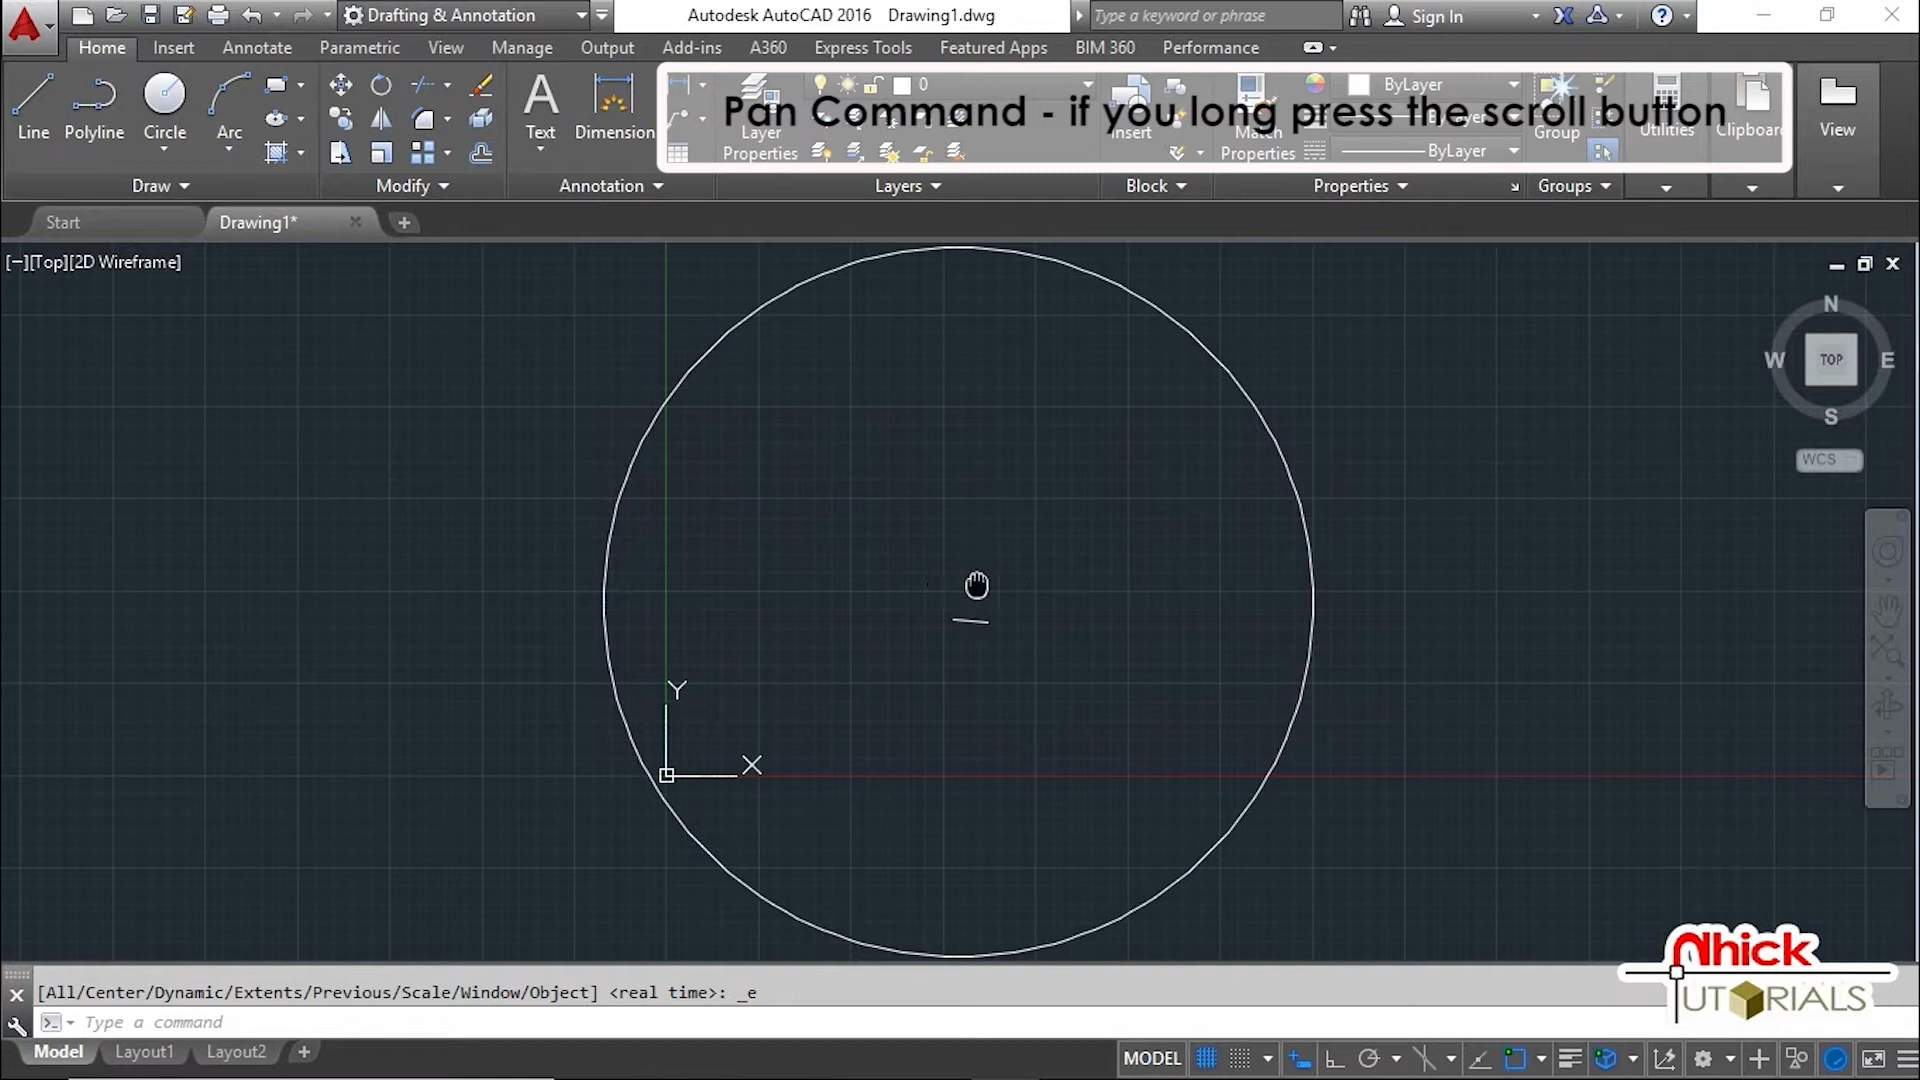 Drafting & Annotation
Autodesk AutoCAD 2016 Drawing1.dwg
Type a keyword or phrase
Sign In
Home Insert Annotate Parametric View Manage Output Add-ins A360 Express Tools Featured Apps BIM 360 Performance
Pan Command - if you long press the scroll button
0
ByLayer
Line Polyline Circle Arc
Text Dimension
Layer
Properties
Insert
Match
Properties
ByLayer
ByLayer
Group
Utilities
Clipboard
View
Draw Modify Annotation Layers Block Properties Groups
Start Drawing1*
[−][Top][2D Wireframe]
N
W TOP E
S
WCS
Y
X
[All/Center/Dynamic/Extents/Previous/Scale/Window/Object] <real time>: _e
Type a command
Nhick
TUTORIALS
Model Layout1 Layout2
MODEL